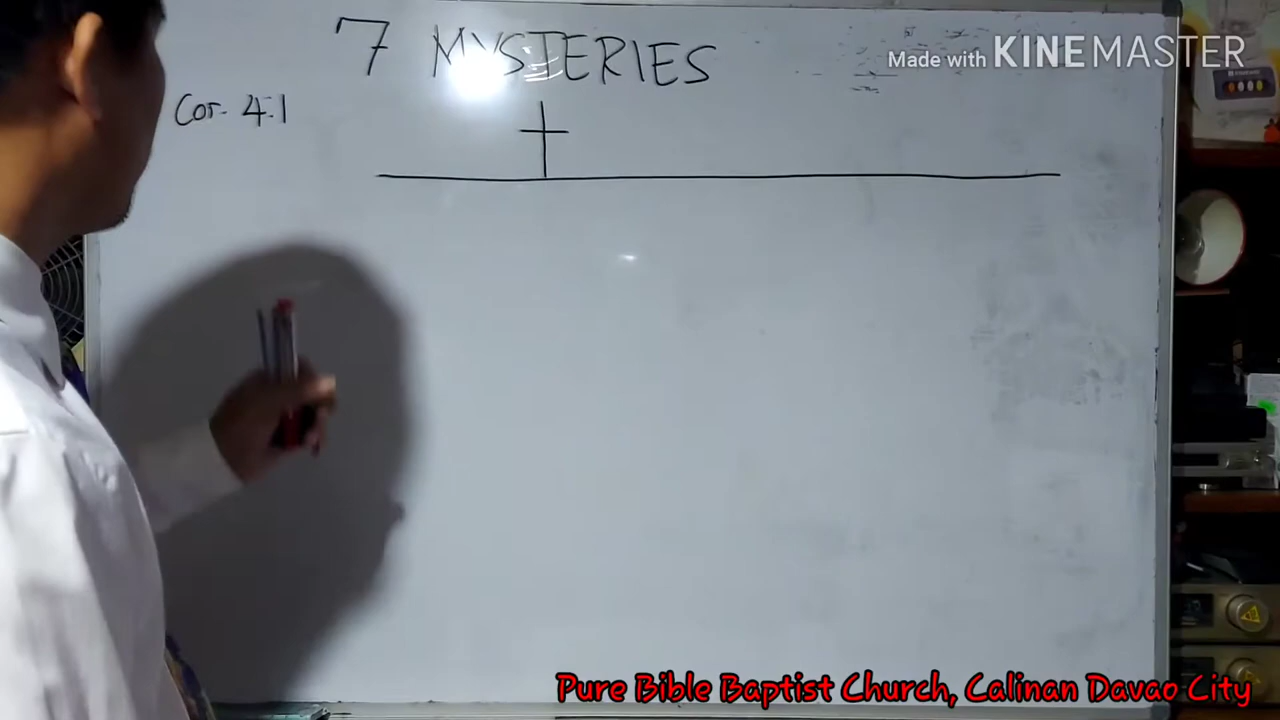 7 MYSTERIES
Made with KINEMASTER
Cor. 4:1
Pure Bible Baptist Church, Calinan Davao City